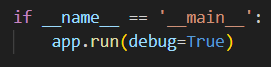 if __name__ == '__main__':
    app.run(debug=True)